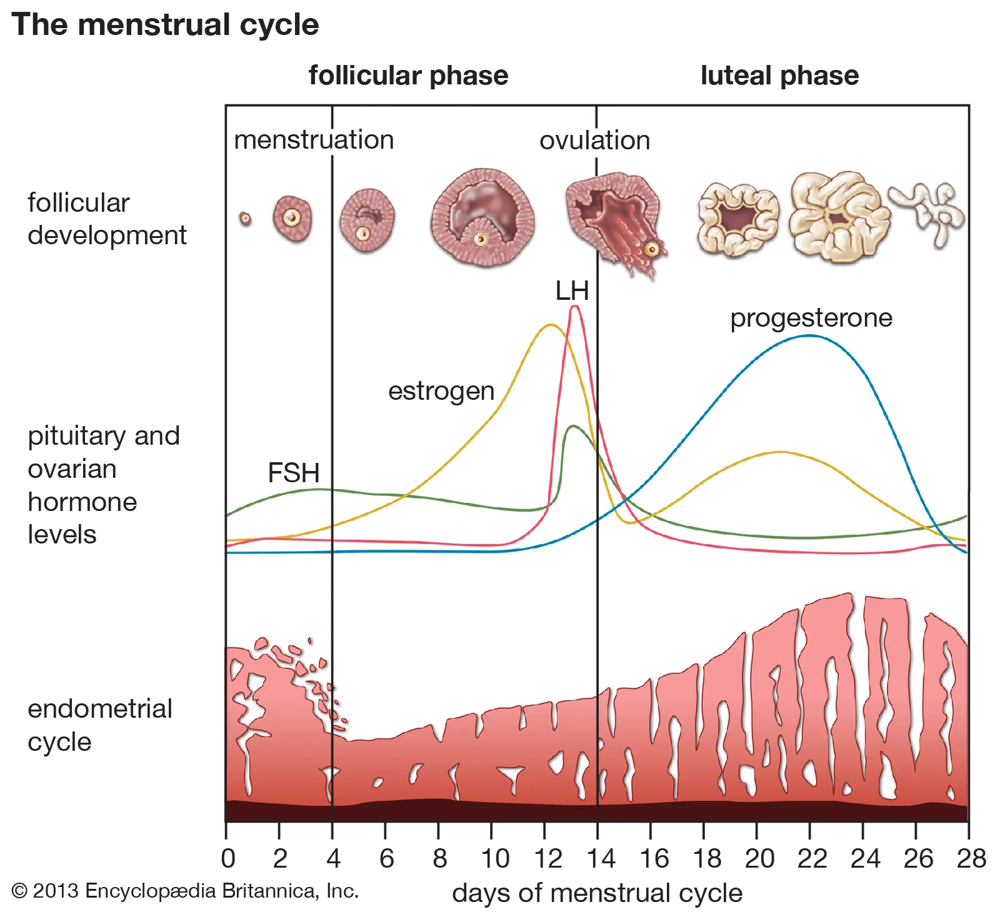 The menstrual cycle
follicular phase
luteal phase
menstruation
ovulation
follicular
development
LH
progesterone
estrogen
pituitary and
ovarian
hormone
levels
FSH
endometrial
cycle
0 2 4 6 8 10 12 14 16 18 20 22 24 26 28
© 2013 Encyclopædia Britannica, Inc.
days of menstrual cycle